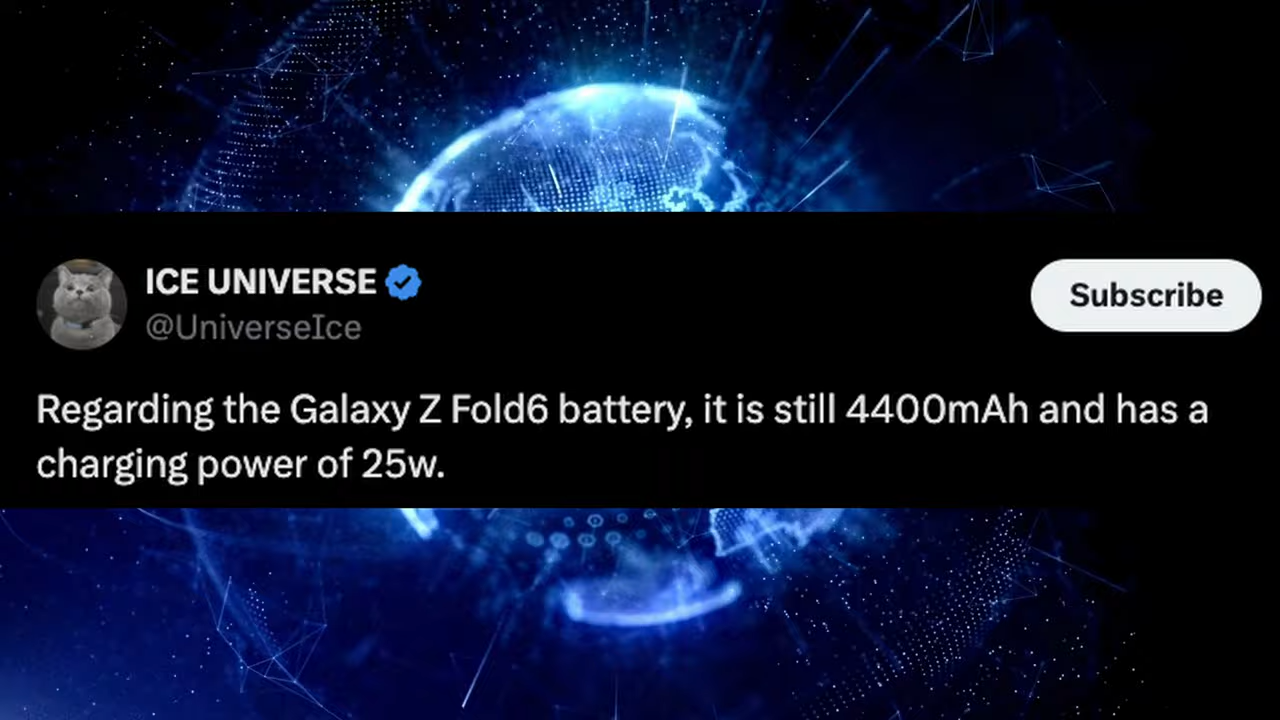 ICE UNIVERSE
@UniverseIce
Subscribe
Regarding the Galaxy Z Fold6 battery, it is still 4400mAh and has a
charging power of 25w.